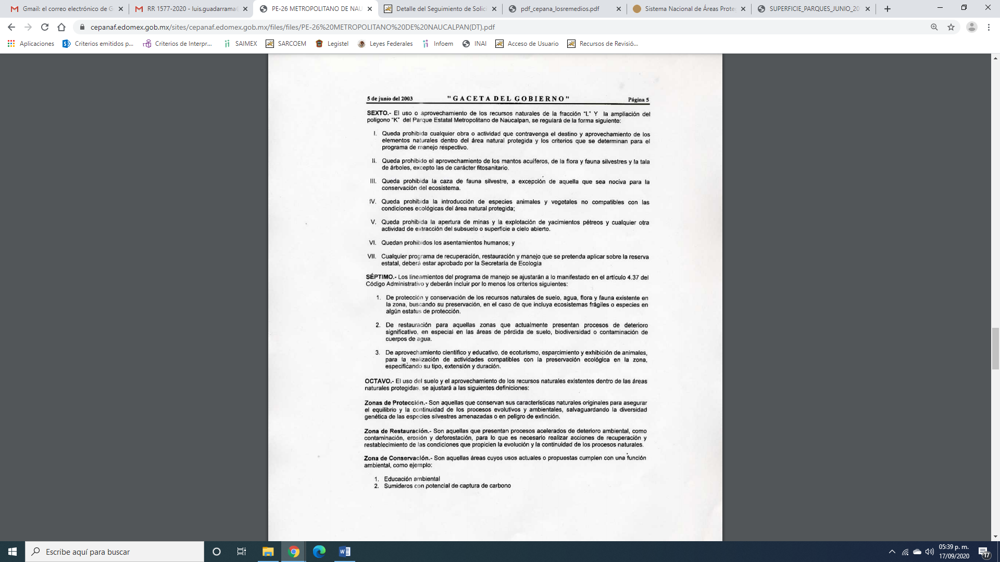 Gmail: el correo electrónico de G
RR 1577-2020 - luis.guadarrama
PE-26 METROPOLITANO DE NAU
Detalle del Seguimiento de Solici
pdf_cepana_losremedios.pdf
Sistema Nacional de Áreas Prote
SUPERFICIE_PARQUES_JUNIO_20
cepanaf.edomex.gob.mx/sites/cepanaf.edomex.gob.mx/files/files/PE-26%20METROPOLITANO%20DE%20NAUCALPAN(DT).pdf
Aplicaciones
Criterios emitidos p...
Criterios de Interpr...
SAIMEX
SARCOEM
Legistel
Leyes Federales
Infoem
INAI
Acceso de Usuario
Recursos de Revisió...
5 de junio del 2003 "GACETA DEL GOBIERNO" Página 5
SEXTO.- El uso o aprovechamiento de los recursos naturales de la fracción "L" Y la ampliación del
polígono "K" del Parque Estatal Metropolitano de Naucalpan, se regulará de la forma siguiente:
I. Queda prohibida cualquier obra o actividad que contravenga el destino y aprovechamiento de los
elementos naturales dentro del área natural protegida y los criterios que se determinan para el
programa de manejo respectivo.
II. Queda prohibido el aprovechamiento de los mantos acuíferos, de la flora y fauna silvestres y la tala
de árboles, excepto las de carácter fitosanitario.
III. Queda prohibida la caza de fauna silvestre, a excepción de aquella que sea nociva para la
conservación del ecosistema.
IV. Queda prohibida la introducción de especies animales y vegetales no compatibles con las
condiciones ecológicas del área natural protegida;
V. Queda prohibida la apertura de minas y la explotación de yacimientos pétreos y cualquier otra
actividad de extracción del subsuelo o superficie a cielo abierto.
VI. Quedan prohibidos los asentamientos humanos; y
VII. Cualquier programa de recuperación, restauración y manejo que se pretenda aplicar sobre la reserva
estatal, deberá estar aprobado por la Secretaría de Ecología
SÉPTIMO.- Los lineamientos del programa de manejo se ajustarán a lo manifestado en el artículo 4.37 del
Código Administrativo y deberán incluir por lo menos los criterios siguientes:
1. De protección y conservación de los recursos naturales de suelo, agua, flora y fauna existente en
la zona, buscando su preservación, en el caso de que incluya ecosistemas frágiles o especies en
algún estatus de protección.
2. De restauración para aquellas zonas que actualmente presentan procesos de deterioro
significativo, en especial en las áreas de pérdida de suelo, biodiversidad o contaminación de
cuerpos de agua.
3. De aprovechamiento científico y educativo, de ecoturismo, esparcimiento y exhibición de animales,
para la realización de actividades compatibles con la preservación ecológica en la zona,
especificando su tipo, extensión y duración.
OCTAVO.- El uso del suelo y el aprovechamiento de los recursos naturales existentes dentro de las áreas
naturales protegidas, se ajustará a las siguientes definiciones:
Zonas de Protección.- Son aquellas que conservan sus características naturales originales para asegurar
el equilibrio y la continuidad de los procesos evolutivos y ambientales, salvaguardando la diversidad
genética de las especies silvestres amenazadas o en peligro de extinción.
Zona de Restauración.- Son aquellas que presentan procesos acelerados de deterioro ambiental, como
contaminación, erosión y deforestación, para lo que es necesario realizar acciones de recuperación y
restablecimiento de las condiciones que propicien la evolución y la continuidad de los procesos naturales.
Zona de Conservación.- Son aquellas áreas cuyos usos actuales o propuestas cumplen con una función
ambiental, como ejemplo:
1. Educación ambiental
2. Sumideros con potencial de captura de carbono
Escribe aquí para buscar
05:39 p. m.
17/09/2020
17